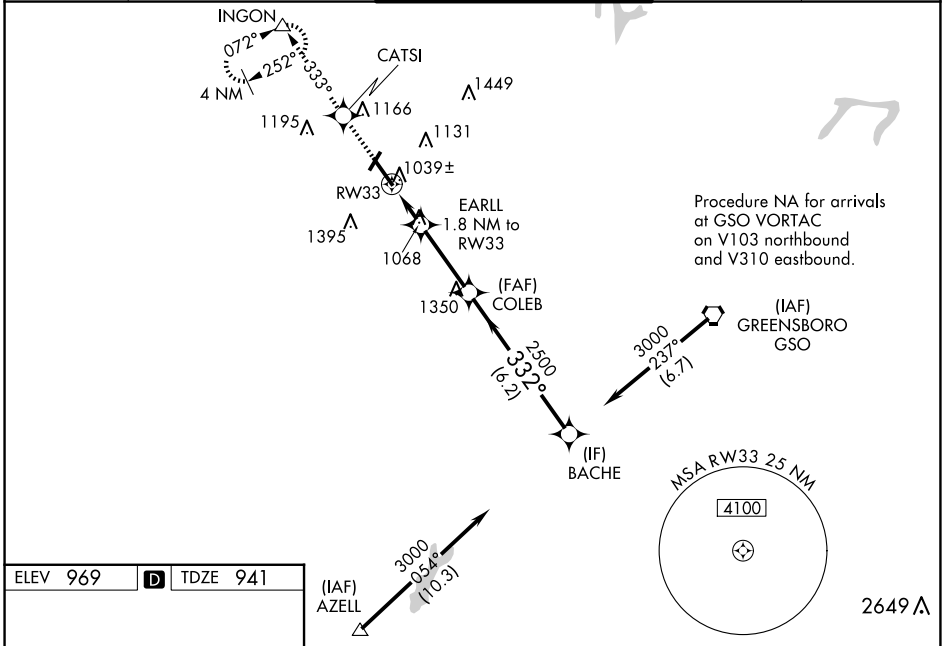 INGON
072°
252°
333°
4 NM
CATSI
1449
1166
1195
1131
1039±
RW33
EARLL
1.8 NM to
RW33
1395
1068
Procedure NA for arrivals
at GSO VORTAC
on V103 northbound
and V310 eastbound.
(FAF)
COLEB
1350
(IAF)
GREENSBORO
GSO
3000
237°
(6.7)
2500
332°
(6.2)
(IF)
BACHE
MSA RW33 25 NM
4100
3000
054°
(10.3)
(IAF)
AZELL
2649
ELEV 969 D TDZE 941